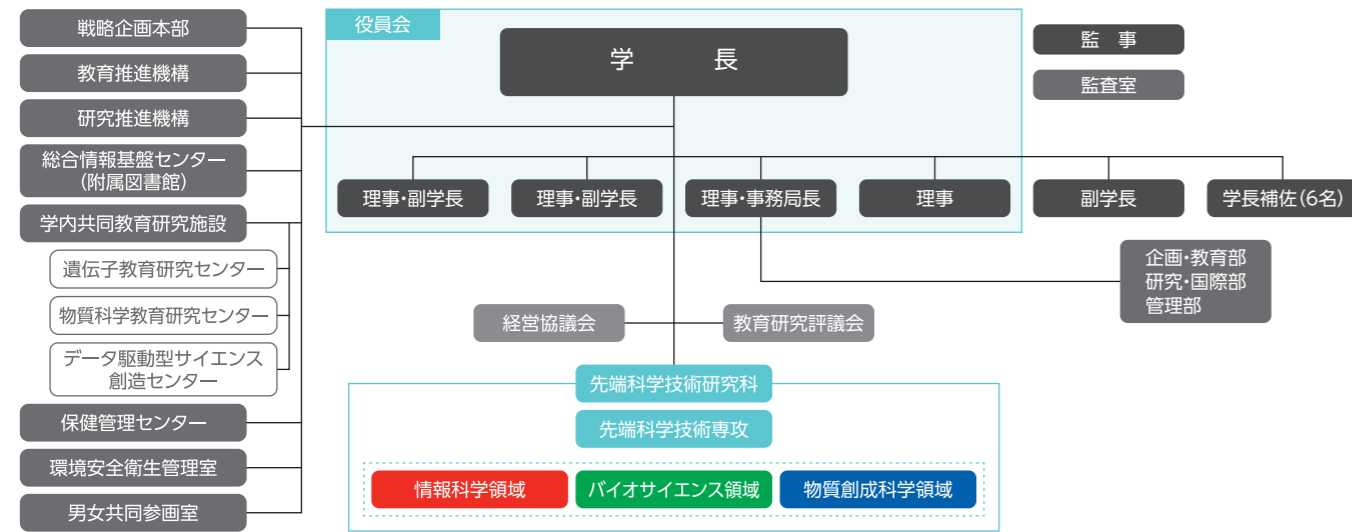 戦略企画本部
教育推進機構
研究推進機構
総合情報基盤センター
(附属図書館)
学内共同教育研究施設
遺伝子教育研究センター
物質科学教育研究センター
データ駆動型サイエンス
創造センター
保健管理センター
環境安全衛生管理室
男女共同参画室
役員会
学長
監事
監査室
理事・副学長
理事・副学長
理事・事務局長
理事
副学長
学長補佐(6名)
企画・教育部
研究・国際部
管理部
経営協議会
教育研究評議会
先端科学技術研究科
先端科学技術専攻
情報科学領域
バイオサイエンス領域
物質創成科学領域